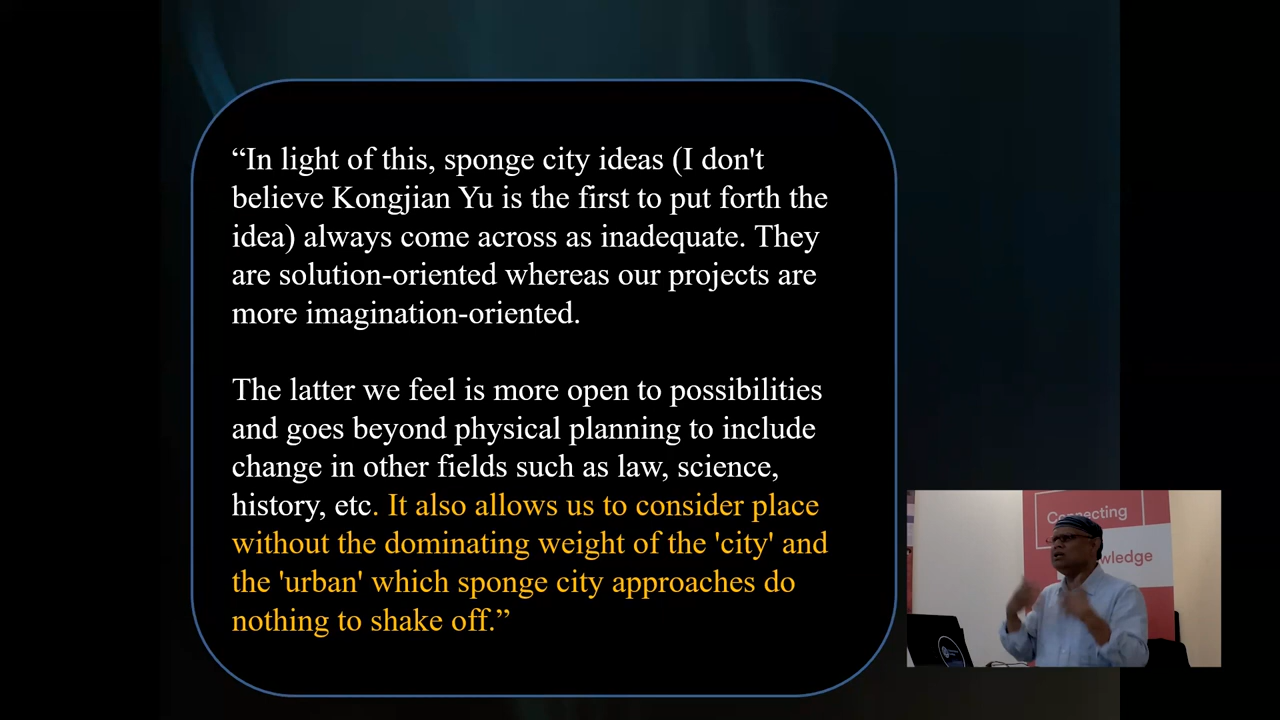 “In light of this, sponge city ideas (I don't
believe Kongjian Yu is the first to put forth the
idea) always come across as inadequate. They
are solution-oriented whereas our projects are
more imagination-oriented.
The latter we feel is more open to possibilities
and goes beyond physical planning to include
change in other fields such as law, science,
history, etc. It also allows us to consider place
without the dominating weight of the 'city' and
the 'urban' which sponge city approaches do
nothing to shake off.”
Connecting